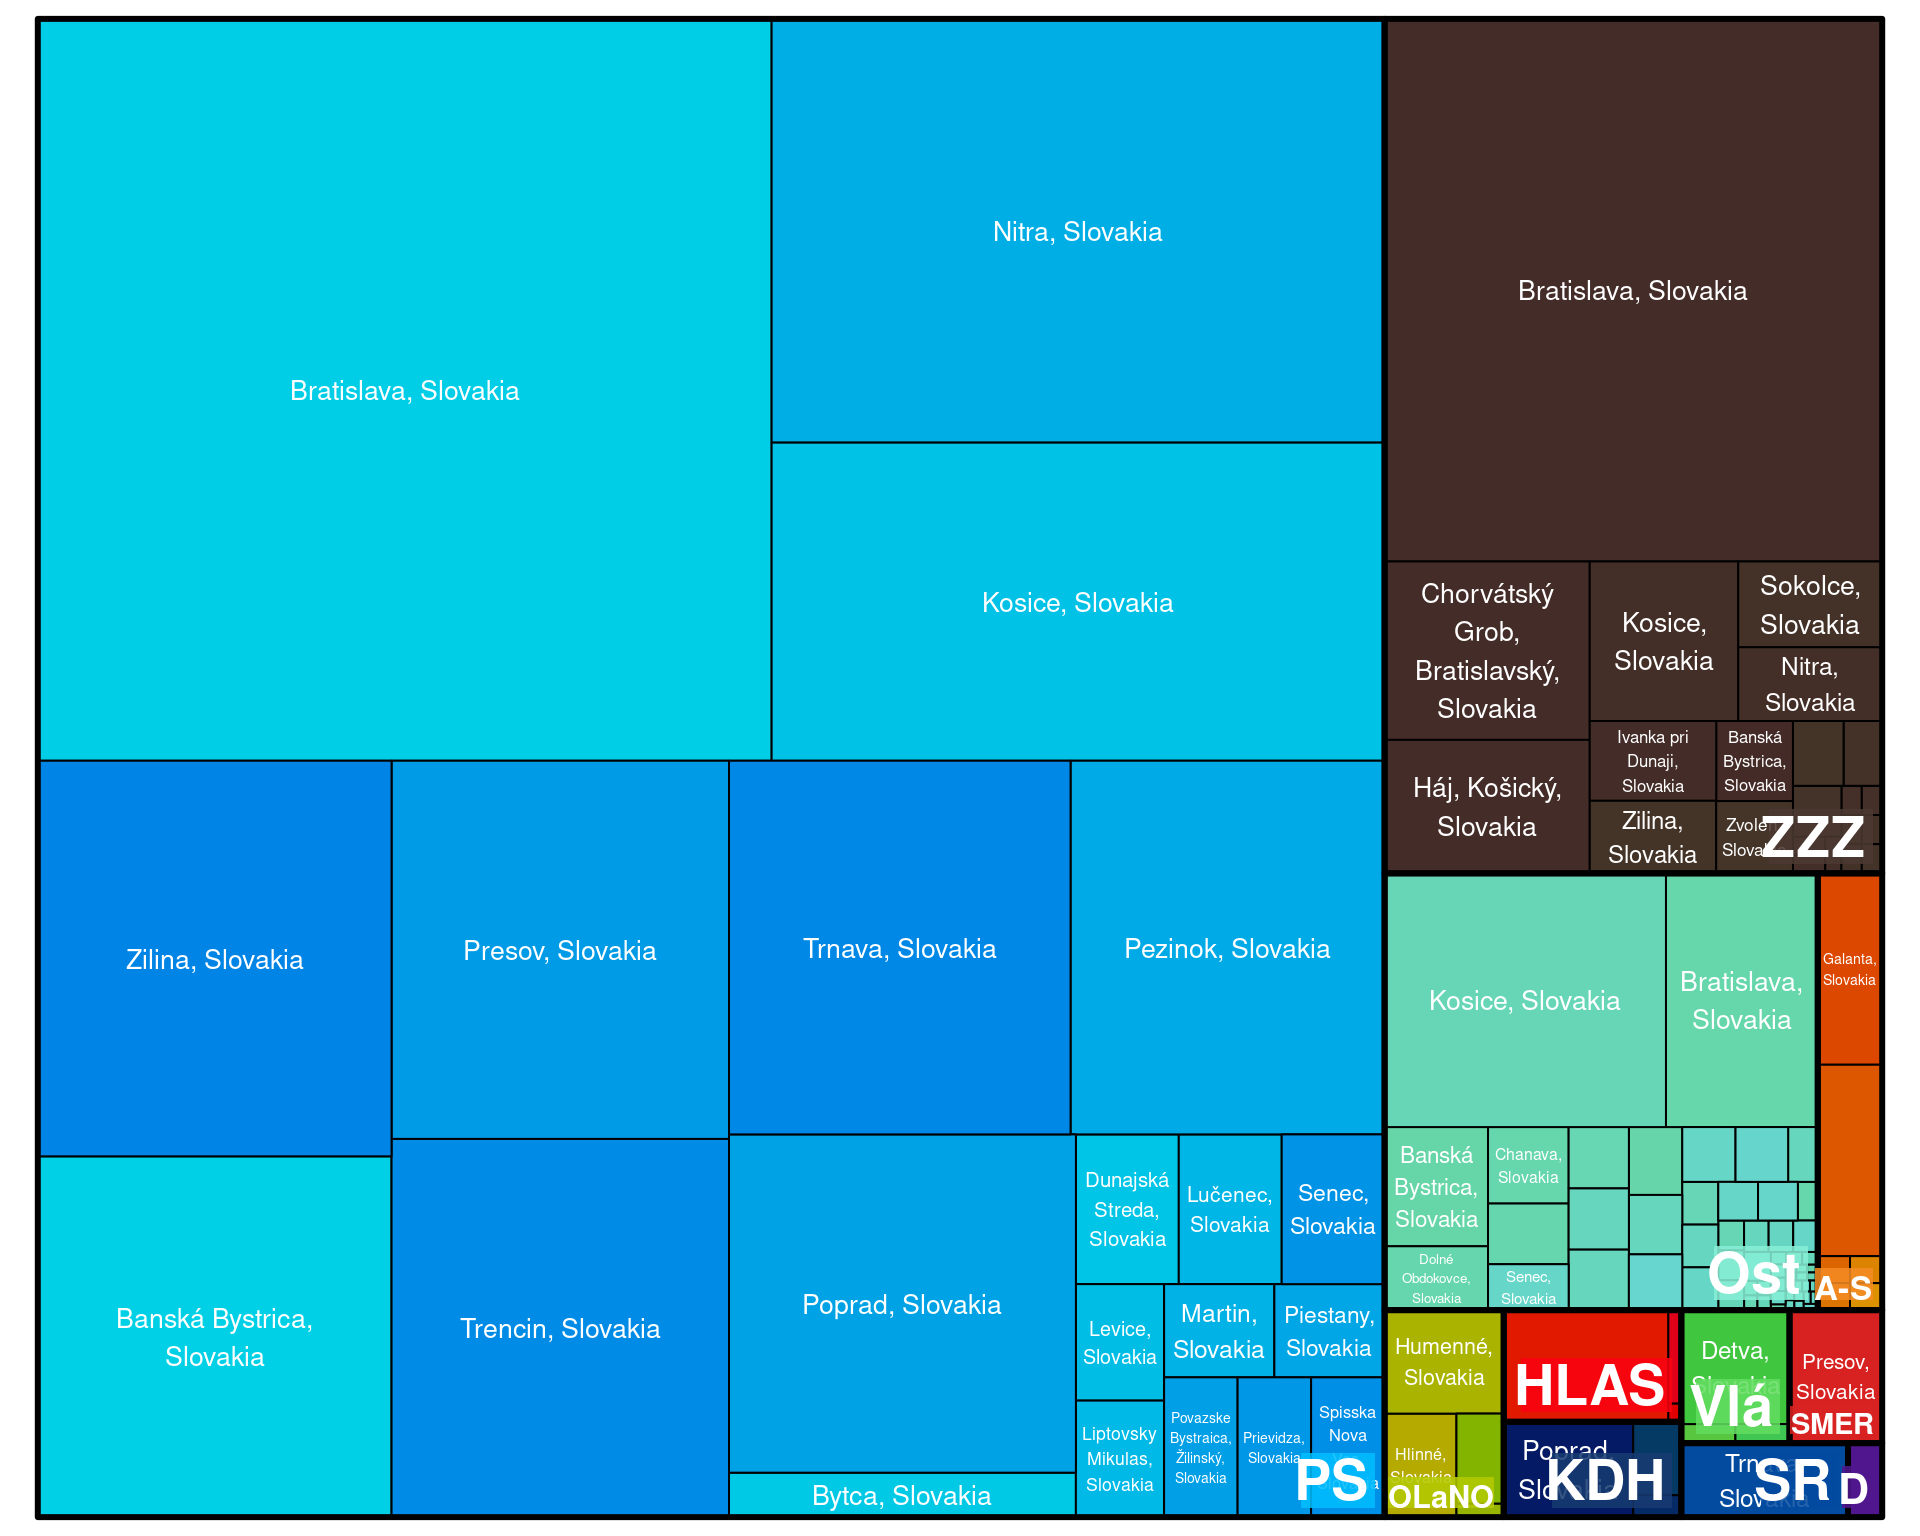 Bratislava, Slovakia
Nitra, Slovakia
Kosice, Slovakia
Zilina, Slovakia
Presov, Slovakia
Trnava, Slovakia
Pezinok, Slovakia
Banská Bystrica,
Slovakia
Trencin, Slovakia
Poprad, Slovakia
Bytca, Slovakia
Dunajská
Streda,
Slovakia
Lučenec,
Slovakia
Senec,
Slovakia
Levice,
Slovakia
Martin,
Slovakia
Piestany,
Slovakia
Liptovsky
Mikulas,
Slovakia
Povazske
Bystraica,
Žilinský,
Slovakia
Prievidza,
Slovakia
Spisska
Nova
PS
Bratislava, Slovakia
Chorvátský
Grob,
Bratislavský,
Slovakia
Kosice,
Slovakia
Sokolce,
Slovakia
Nitra,
Slovakia
Háj, Košický,
Slovakia
Ivanka pri
Dunaji,
Slovakia
Banská
Bystrica,
Slovakia
Zilina,
Slovakia
ZZZ
Kosice, Slovakia
Bratislava,
Slovakia
Banská
Bystrica,
Slovakia
Chanava,
Slovakia
Dolné
Obdokovce,
Slovakia
Senec,
Slovakia
Ost
Galanta,
Slovakia
A-S
Humenné,
Slovakia
Hlinné,
Slovakia
OLaNO
HLAS
Poprad,
KDH
Detva,
Slovakia
Vlá
Presov,
Slovakia
SMER
SR
D